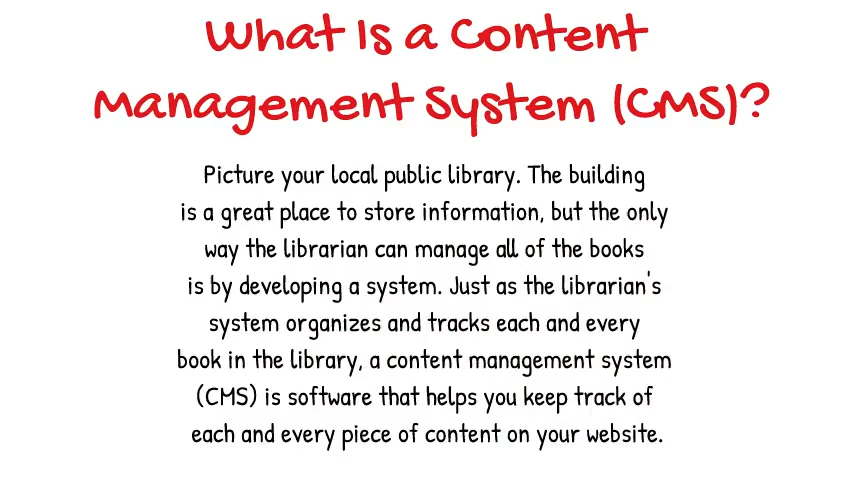 What Is a Content
Management System (CMS)?
Picture your local public library. The building
is a great place to store information, but the only
way the librarian can manage all of the books
is by developing a system. Just as the librarian's
system organizes and tracks each and every
book in the library, a content management system
(CMS) is software that helps you keep track of
each and every piece of content on your website.